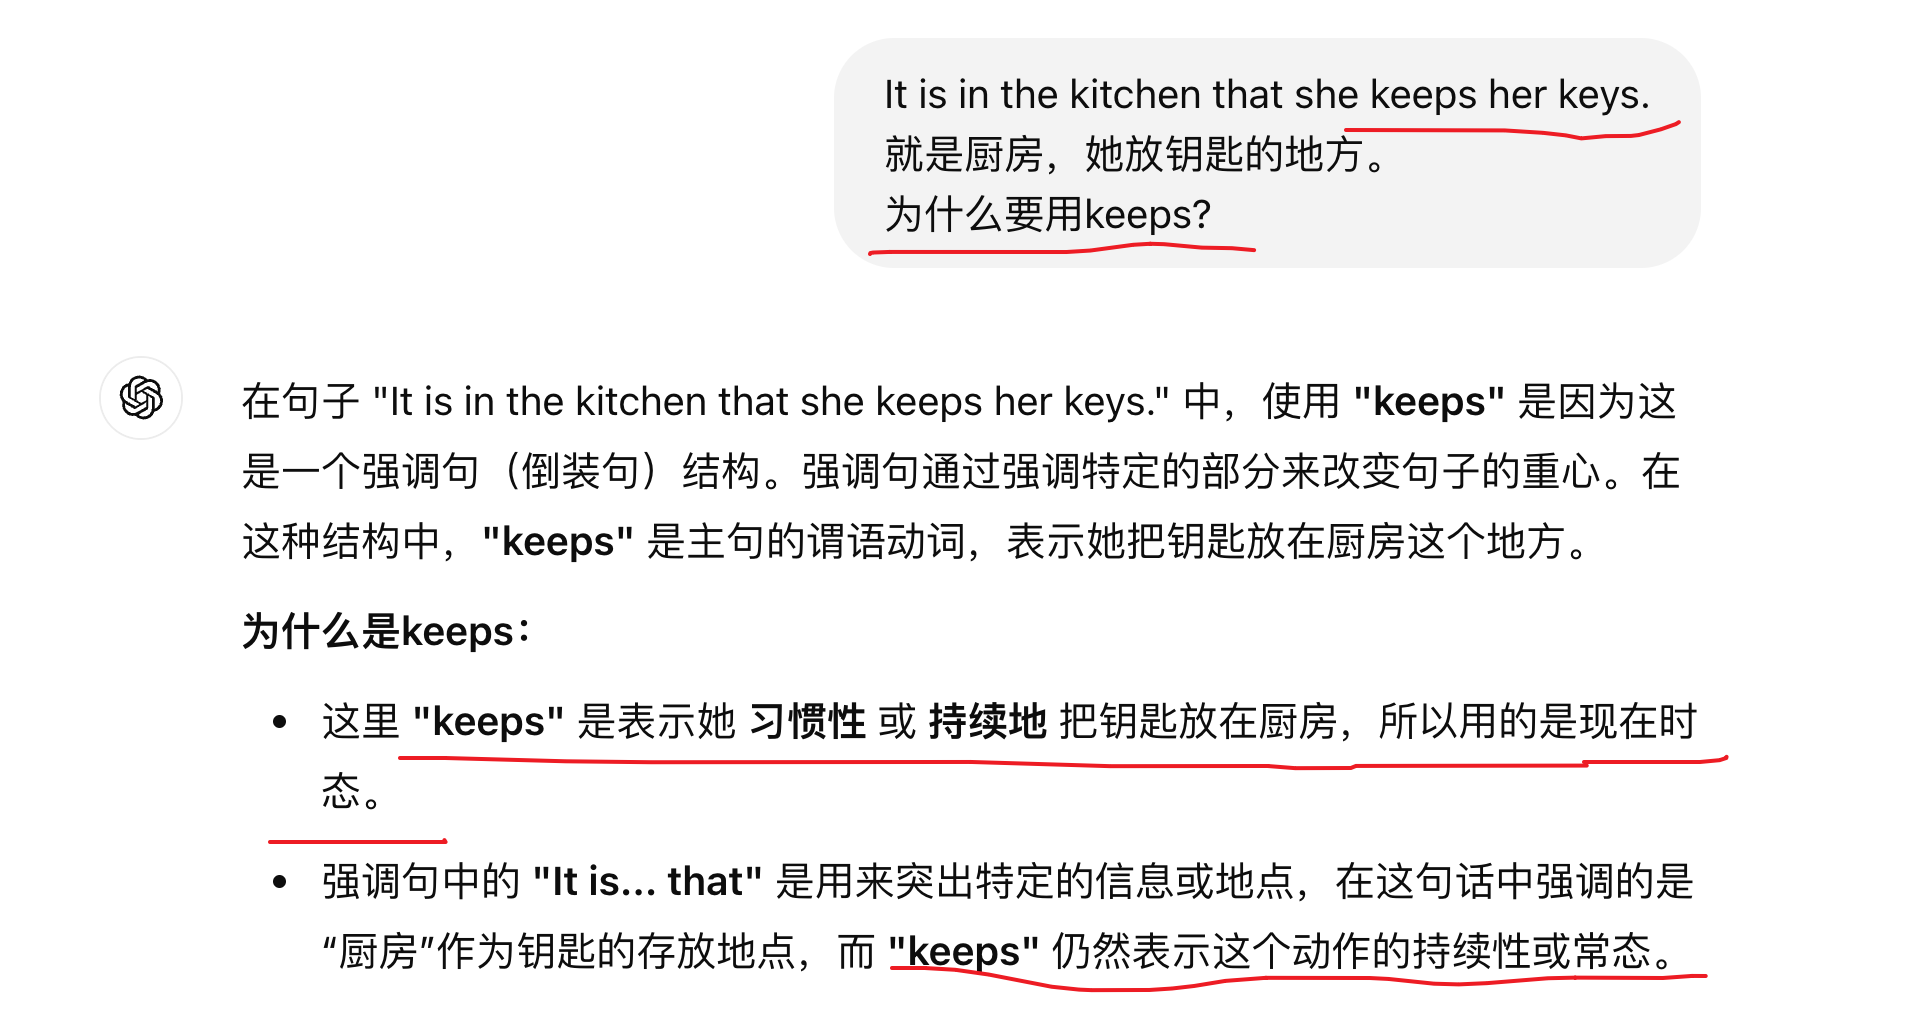 It is in the kitchen that she keeps her keys.
就是厨房，她放钥匙的地方。
为什么要用keeps?
在句子 "It is in the kitchen that she keeps her keys." 中，使用 "keeps" 是因为这
是一个强调句（倒装句）结构。强调句通过强调特定的部分来改变句子的重心。在
这种结构中，"keeps" 是主句的谓语动词，表示她把钥匙放在厨房这个地方。
为什么是keeps：
• 这里 "keeps" 是表示她 习惯性 或 持续地 把钥匙放在厨房，所以用的是现在时
态。
• 强调句中的 "It is... that" 是用来突出特定的信息或地点，在这句话中强调的是
“厨房”作为钥匙的存放地点，而 "keeps" 仍然表示这个动作的持续性或常态。